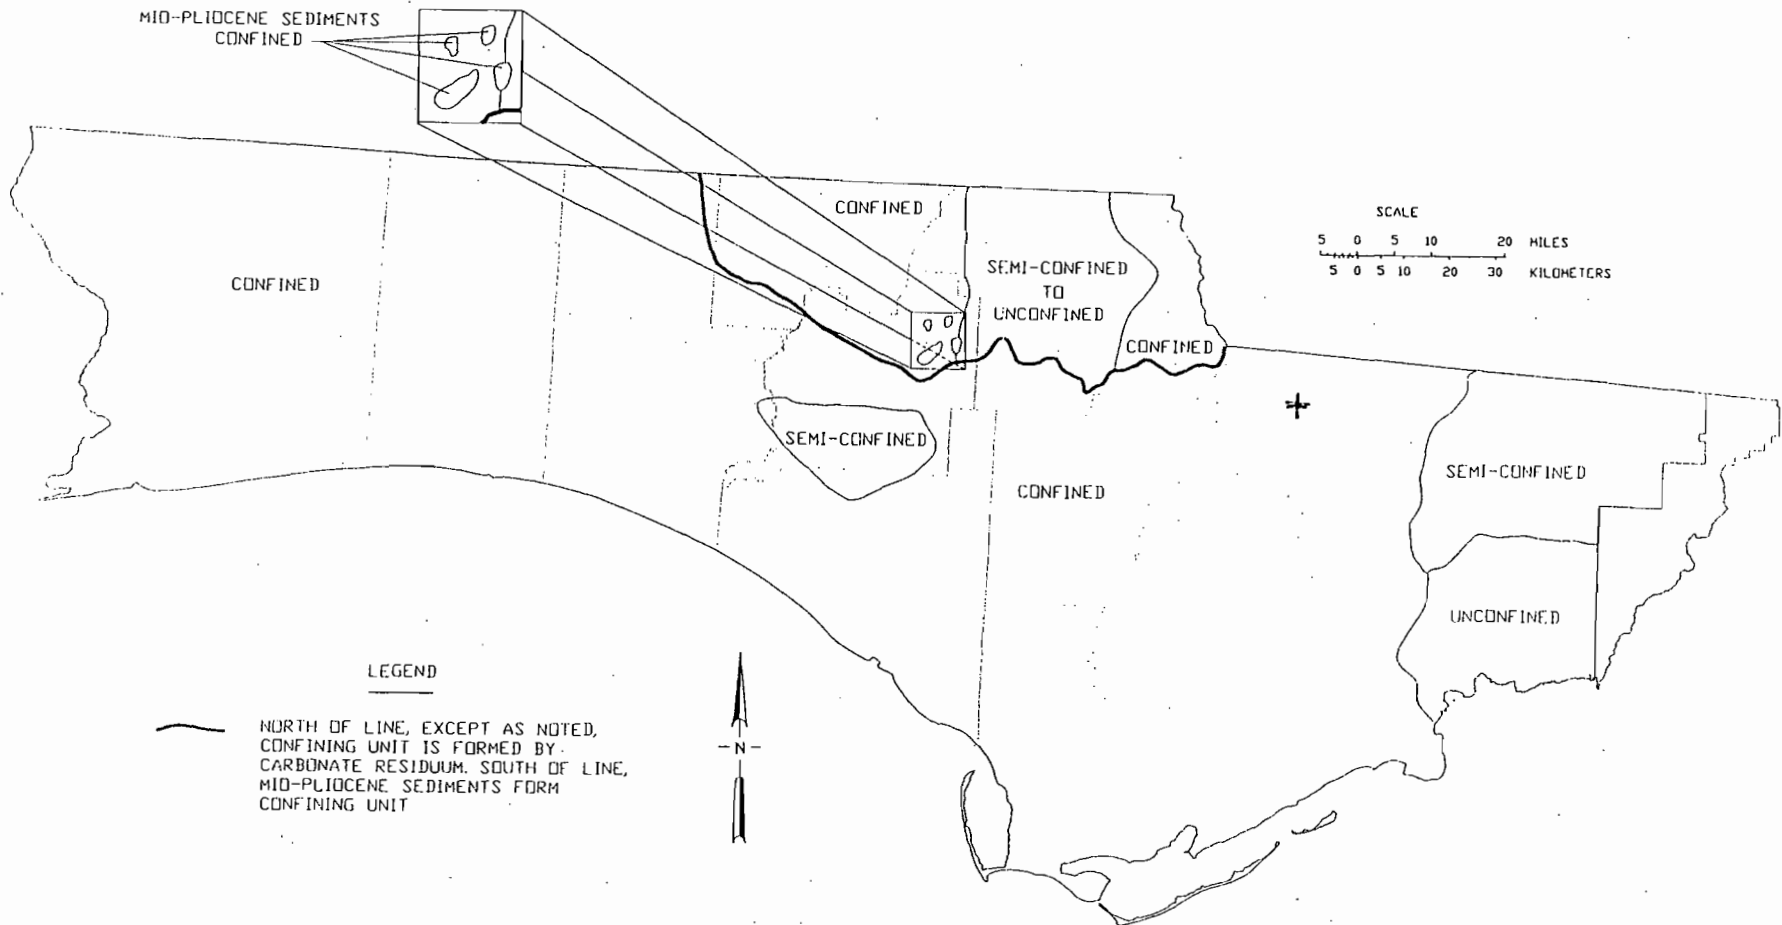 MIO-PLIOCENE SEDIMENTS
CONFINED
CONFINED
CONFINED
SEMI-CONFINED
TO
UNCONFINED
CONFINED
SCALE
5 0 5 10 20 MILES
5 0 5 10 20 30 KILOMETERS
SEMI-CONFINED
CONFINED
SEMI-CONFINED
UNCONFINED
LEGEND
NORTH OF LINE, EXCEPT AS NOTED,
CONFINING UNIT IS FORMED BY
CARBONATE RESIDUUM. SOUTH OF LINE,
MIO-PLIOCENE SEDIMENTS FORM
CONFINING UNIT
-N-